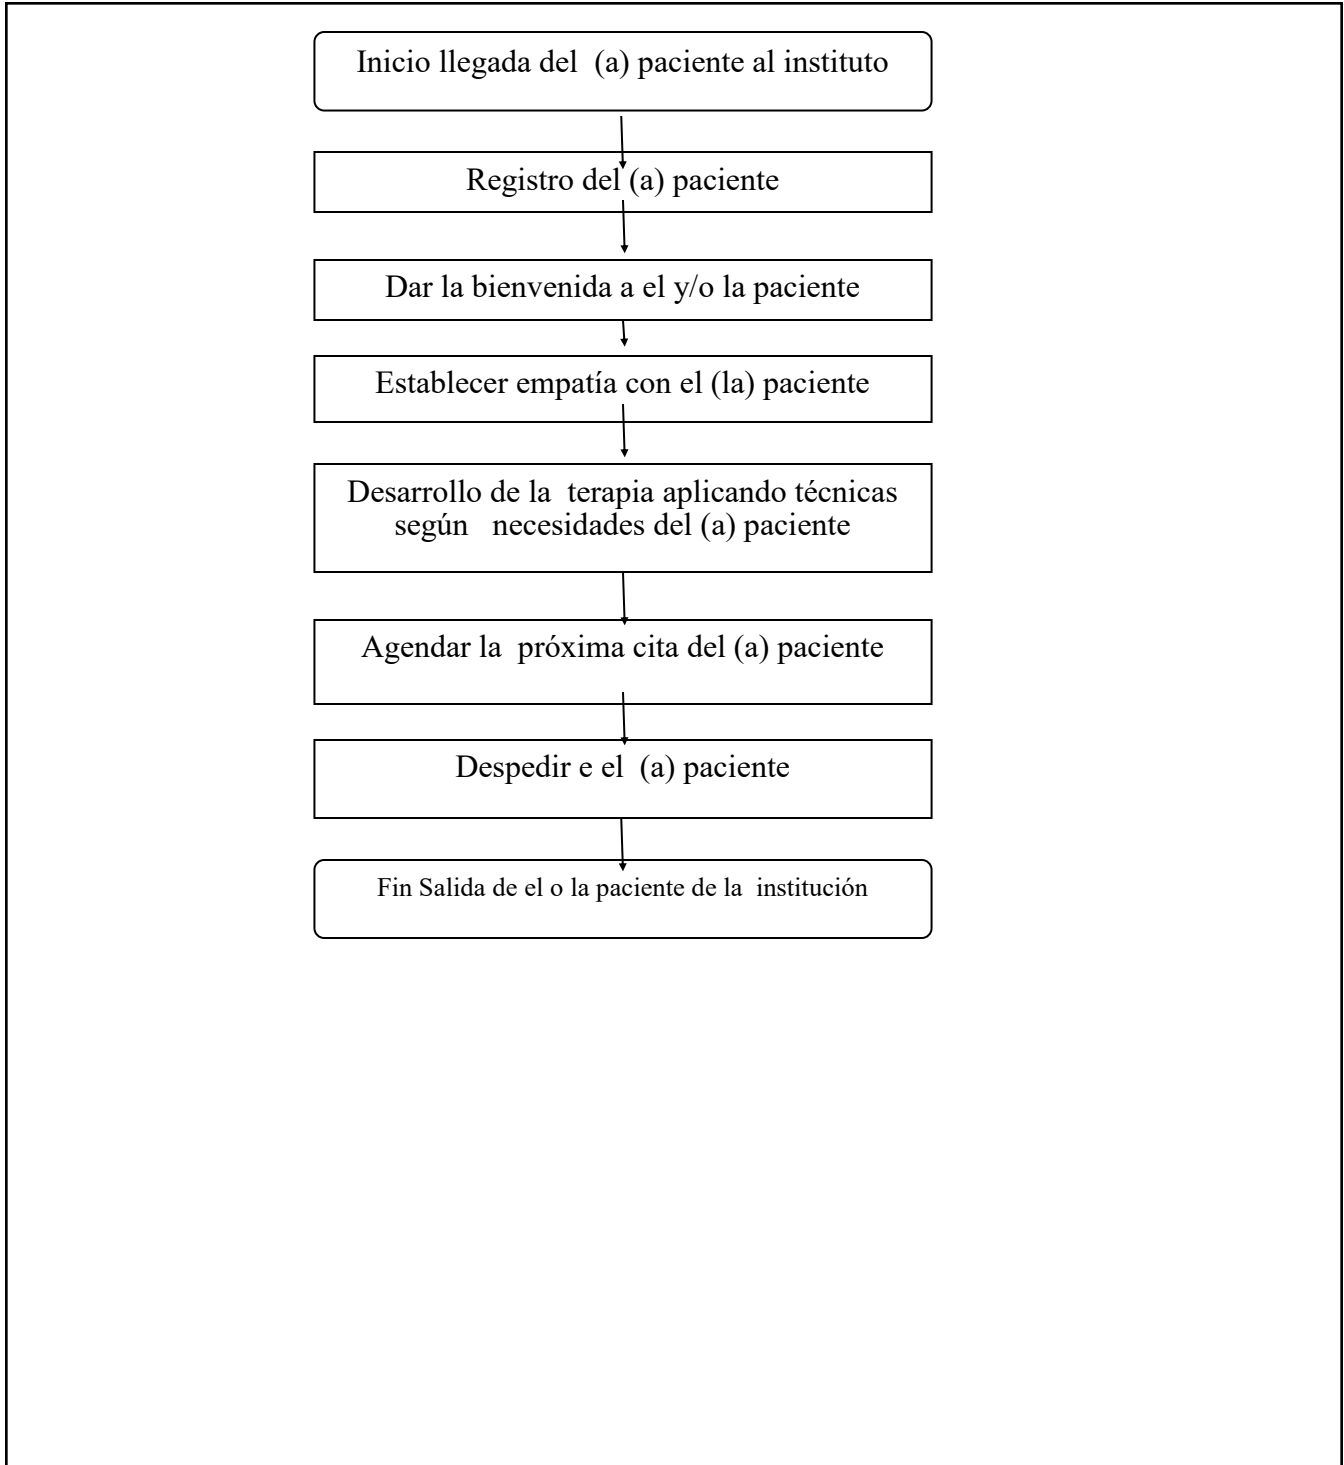 Inicio llegada del  (a) paciente al instituto
Registro del (a) paciente
Dar la bienvenida a el y/o la paciente
Establecer empatía con el (la) paciente
Desarrollo de la  terapia aplicando técnicas
según   necesidades del (a) paciente
Agendar la  próxima cita del (a) paciente
Despedir e el  (a) paciente
Fin Salida de el o la paciente de la  institución